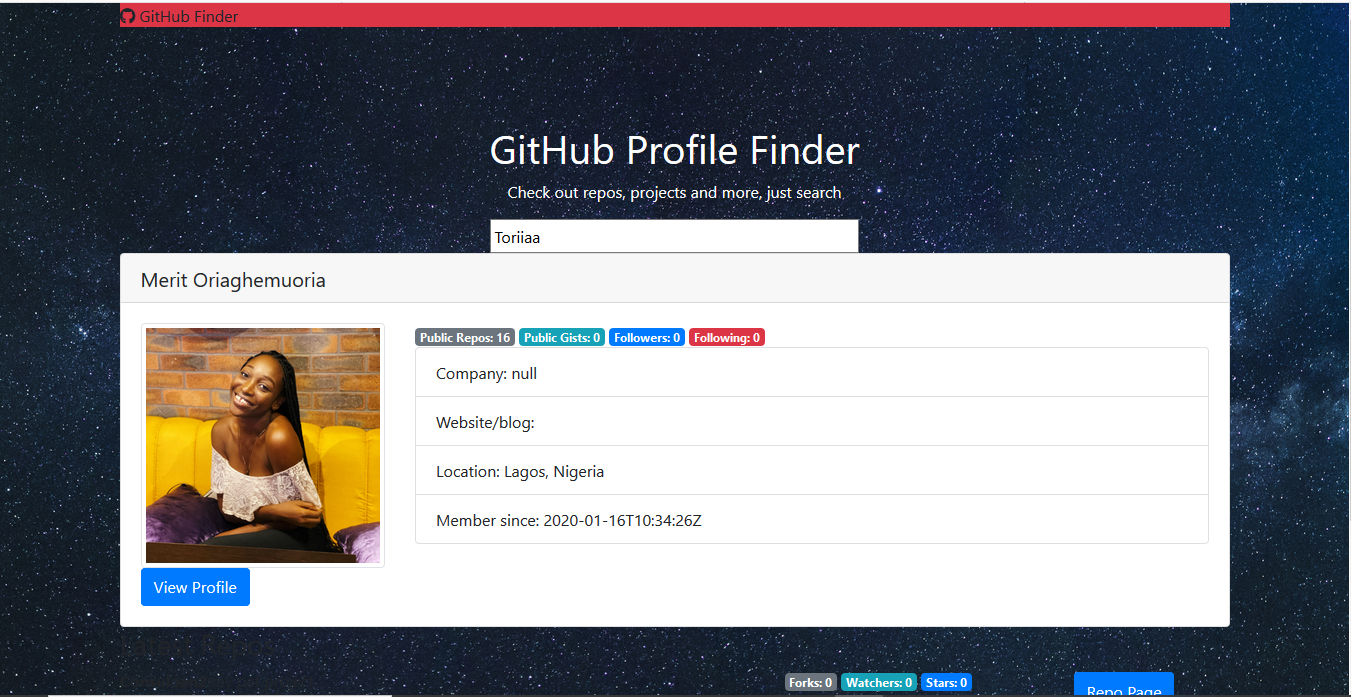 GitHub Finder
GitHub Profile Finder
Check out repos, projects and more, just search
Toriiaa
Merit Oriaghemuoria
Public Repos: 16 Public Gists: 0 Followers: 0 Following: 0
Company: null
Website/blog:
Location: Lagos, Nigeria
Member since: 2020-01-16T10:34:26Z
View Profile
Forks: 0 Watchers: 0 Stars: 0
Repo Page